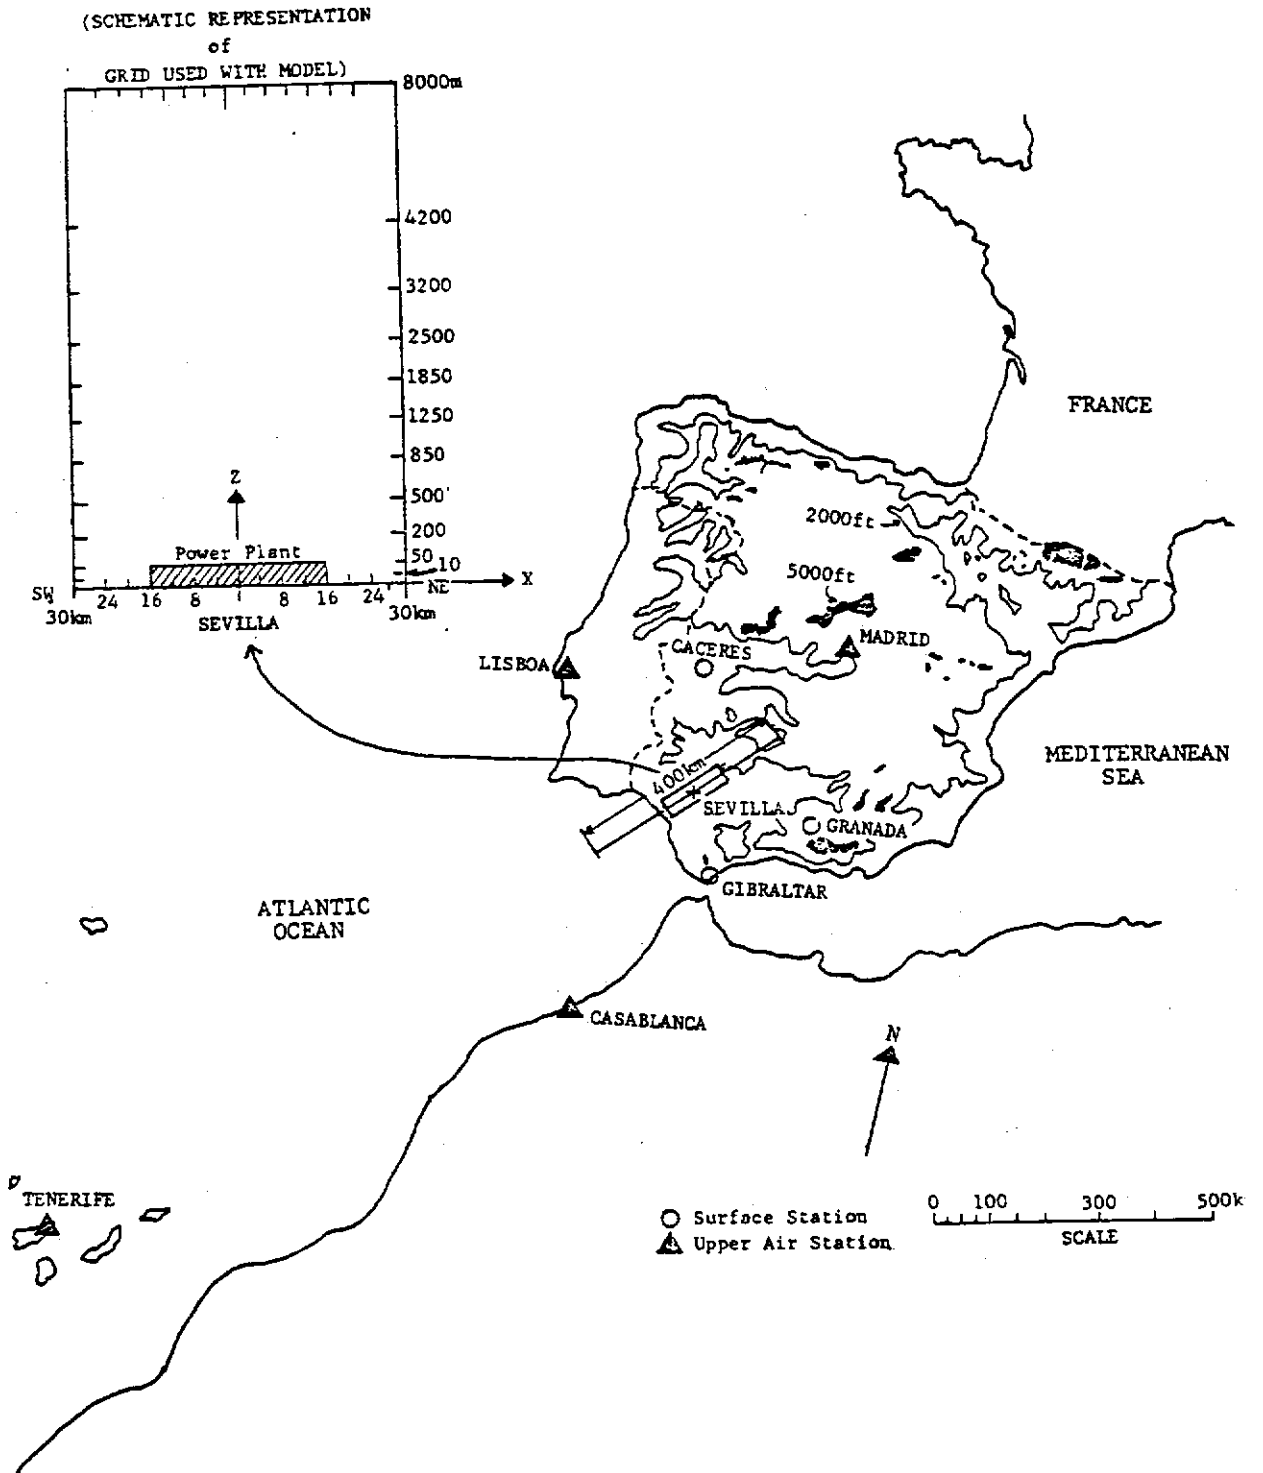 (SCHEMATIC REPRESENTATION
of
GRID USED WITH MODEL)
8000m
4200
3200
2500
1850
1250
850
500'
200
50
10
Z
Power Plant
SW
NE
X
30km
24
16
8
8
16
24
30km
SEVILLA
FRANCE
2000ft
5000ft
MADRID
CACERES
LISBOA
400km
SEVILLA
GRANADA
GIBRALTAR
MEDITERRANEAN
SEA
ATLANTIC
OCEAN
CASABLANCA
N
TENERIFE
Surface Station
Upper Air Station
0 100 300 500k
SCALE